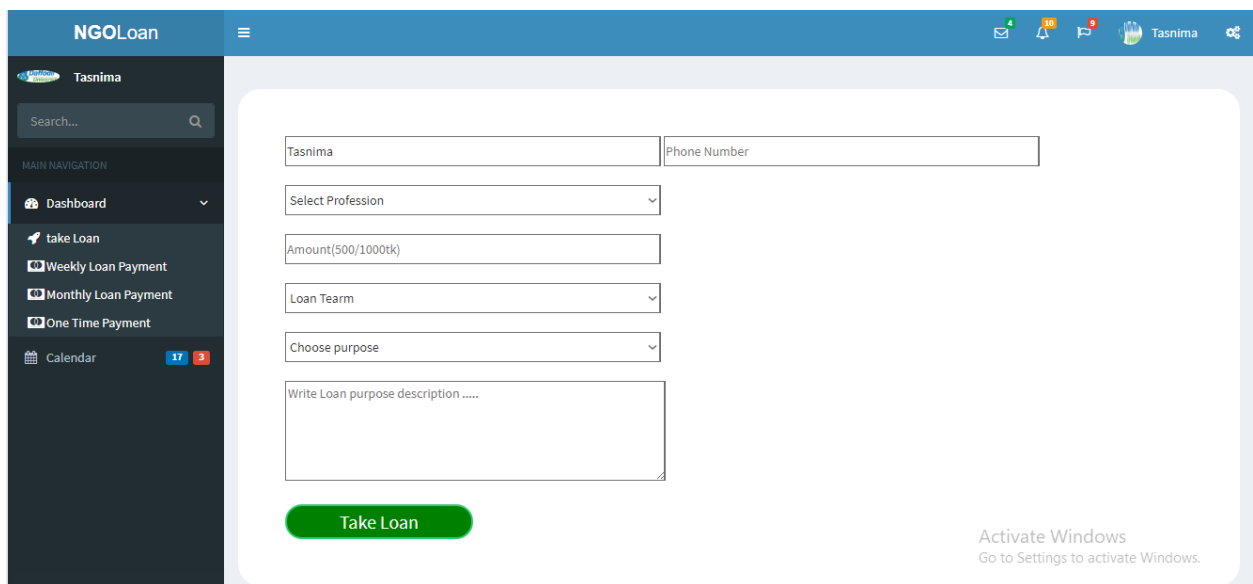 NGOLoan
4
10
9
Tasnima
Tasnima
Search...
MAIN NAVIGATION
Dashboard
take Loan
Weekly Loan Payment
Monthly Loan Payment
One Time Payment
Calendar 17 3
Tasnima Phone Number
Select Profession
Amount(500/1000tk)
Loan Tearm
Choose purpose
Write Loan purpose description .....
Take Loan
Activate Windows
Go to Settings to activate Windows.